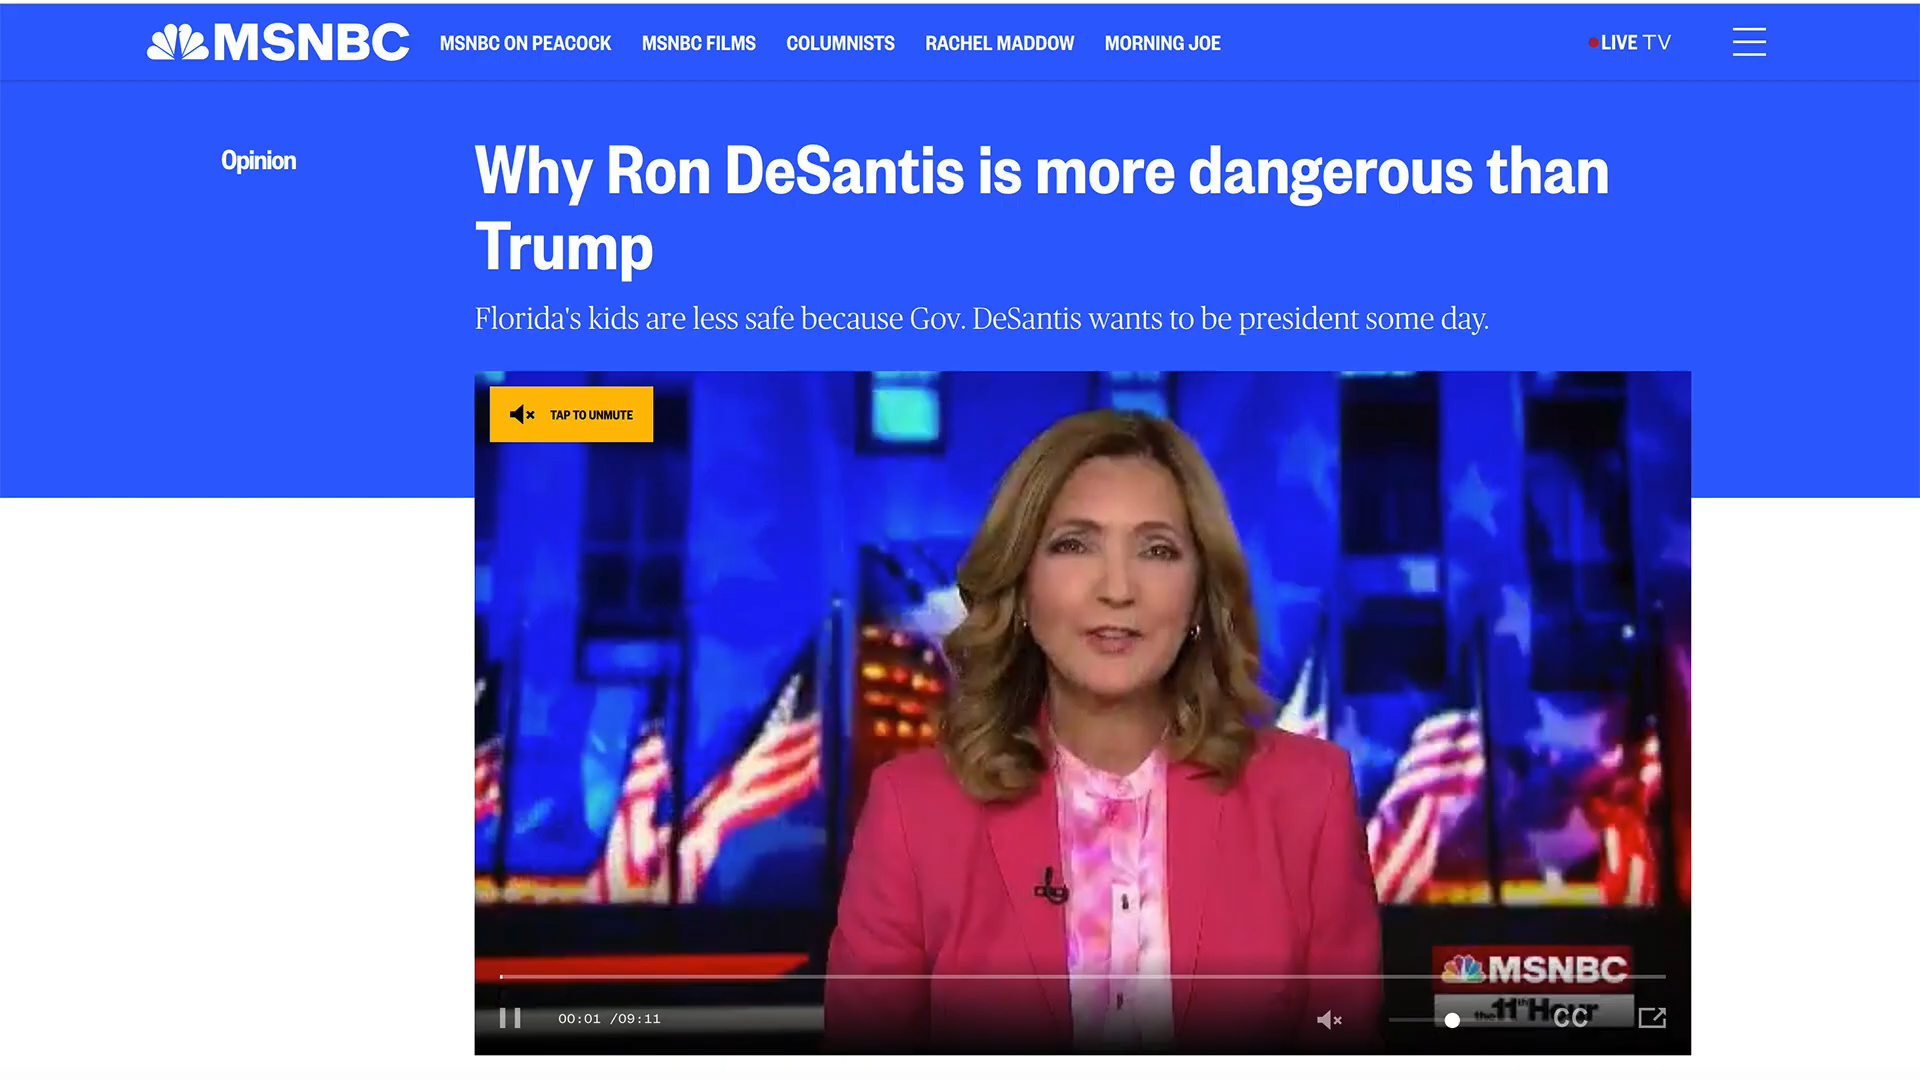 MSNBC
MSNBC ON PEACOCK
MSNBC FILMS
COLUMNISTS
RACHEL MADDOW
MORNING JOE
LIVE TV
Opinion
Why Ron DeSantis is more dangerous than
Trump
Florida's kids are less safe because Gov. DeSantis wants to be president some day.
TAP TO UNMUTE
MSNBC
the 11th Hour
00:01 /09:11
CC